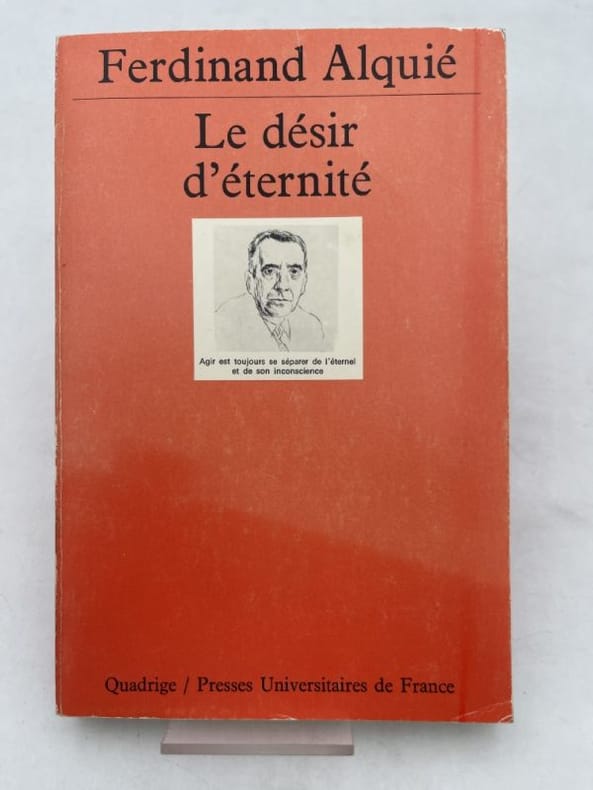 Ferdinand Alquié
Le désir
d'éternité
Agir est toujours se séparer de l'éternel
et de son inconscience
Quadrige / Presses Universitaires de France